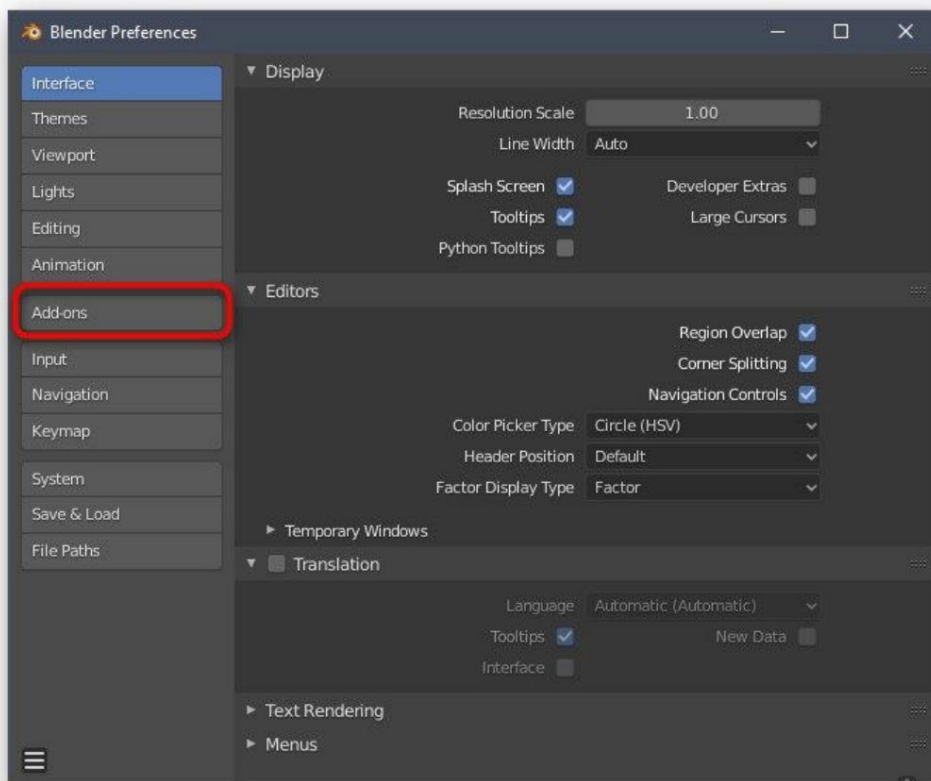 Blender Preferences
Interface
Themes
Viewport
Lights
Editing
Animation
Add-ons
Input
Navigation
Keymap
System
Save & Load
File Paths
Display
Resolution Scale 1.00
Line Width Auto
Splash Screen Developer Extras
Tooltips Large Cursors
Python Tooltips
Editors
Region Overlap
Corner Splitting
Navigation Controls
Color Picker Type Circle (HSV)
Header Position Default
Factor Display Type Factor
Temporary Windows
Translation
Language Automatic (Automatic)
Tooltips New Data
Interface
Text Rendering
Menus